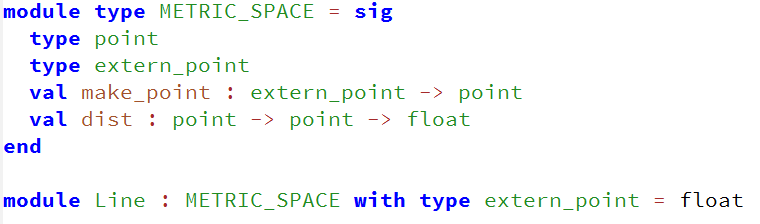 module type METRIC_SPACE = sig
  type point
  type extern_point
  val make_point : extern_point -> point
  val dist : point -> point -> float
end
module Line : METRIC_SPACE with type extern_point = float